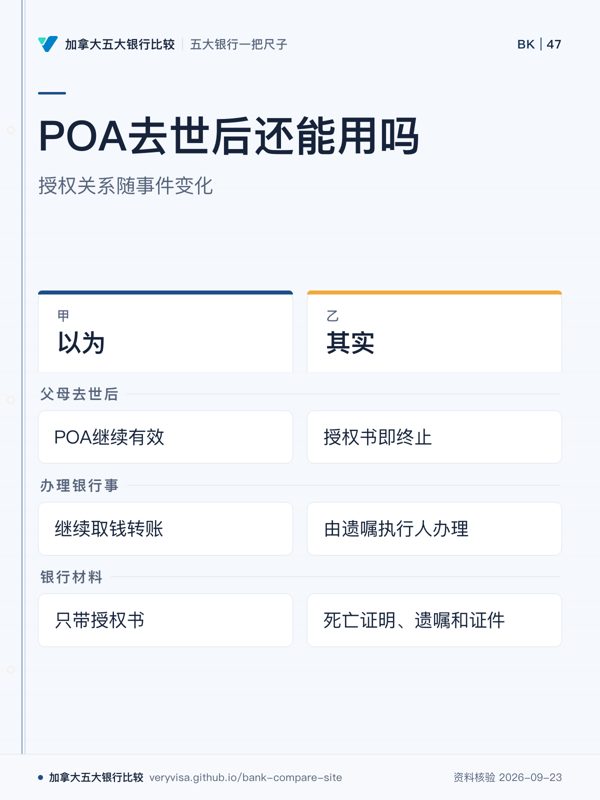 加拿大五大银行比较 五大银行一把尺子 BK | 47
POA去世后还能用吗
授权关系随事件变化
甲 乙
以为 其实
父母去世后
POA继续有效 授权书即终止
办理银行事
继续取钱转账 由遗嘱执行人办理
银行材料
只带授权书 死亡证明、遗嘱和证件
加拿大五大银行比较 veryvisa.github.io/bank-compare-site 资料核验 2026-09-23